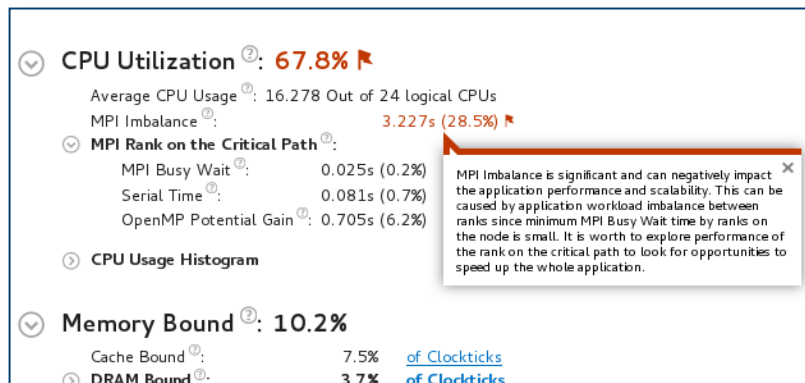 CPU Utilization ?: 67.8%
Average CPU Usage ?: 16.278 Out of 24 logical CPUs
MPI Imbalance ?: 3.227s (28.5%)
MPI Rank on the Critical Path ?:
MPI Busy Wait ?: 0.025s (0.2%)
Serial Time ?: 0.081s (0.7%)
OpenMP Potential Gain ?: 0.705s (6.2%)
CPU Usage Histogram
MPI Imbalance is significant and can negatively impact
the application performance and scalability. This can be
caused by application workload imbalance between
ranks since minimum MPI Busy Wait time by ranks on
the node is small. It is worth to explore performance of
the rank on the critical path to look for opportunities to
speed up the whole application.
Memory Bound ?: 10.2%
Cache Bound ?: 7.5% of Clockticks
DRAM Bound ?: 3.7% of Clockticks